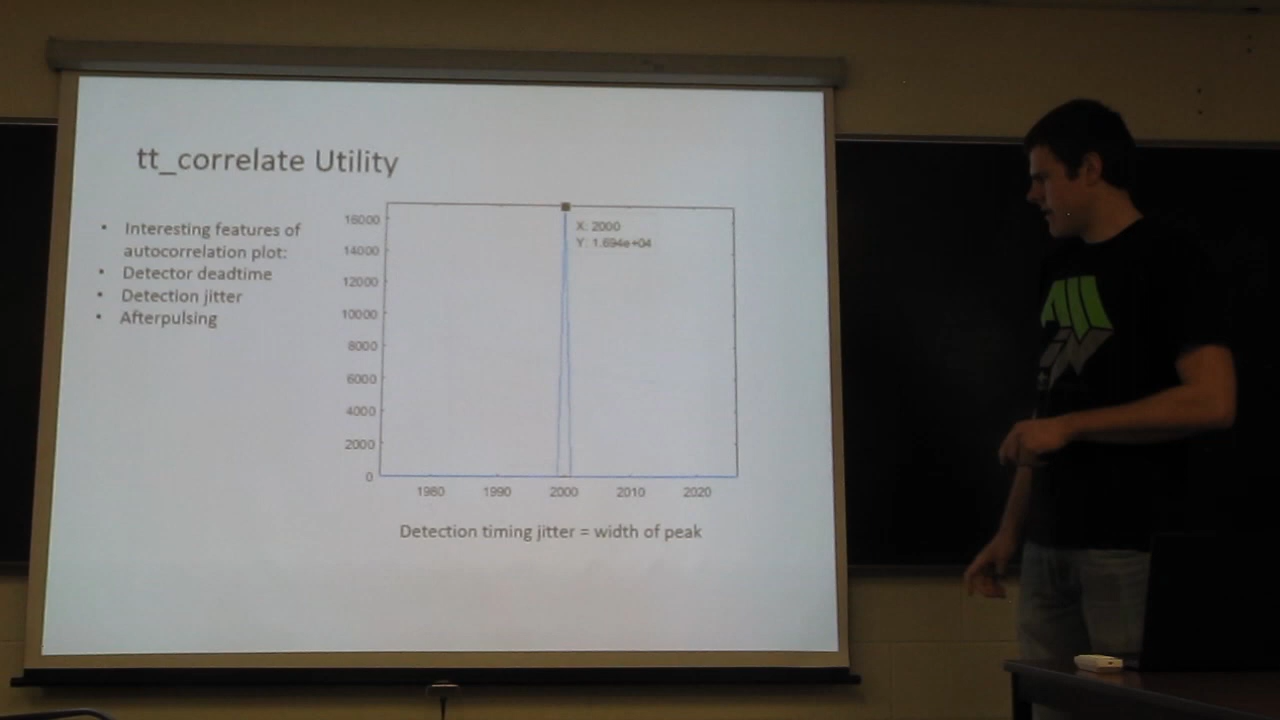 tt_correlate Utility
• Interesting features of
autocorrelation plot:
• Detector deadtime
• Detection jitter
• Afterpulsing
16000
14000
12000
10000
8000
6000
4000
2000
0
X: 2000
Y: 1.694e+04
1980 1990 2000 2010 2020
Detection timing jitter = width of peak